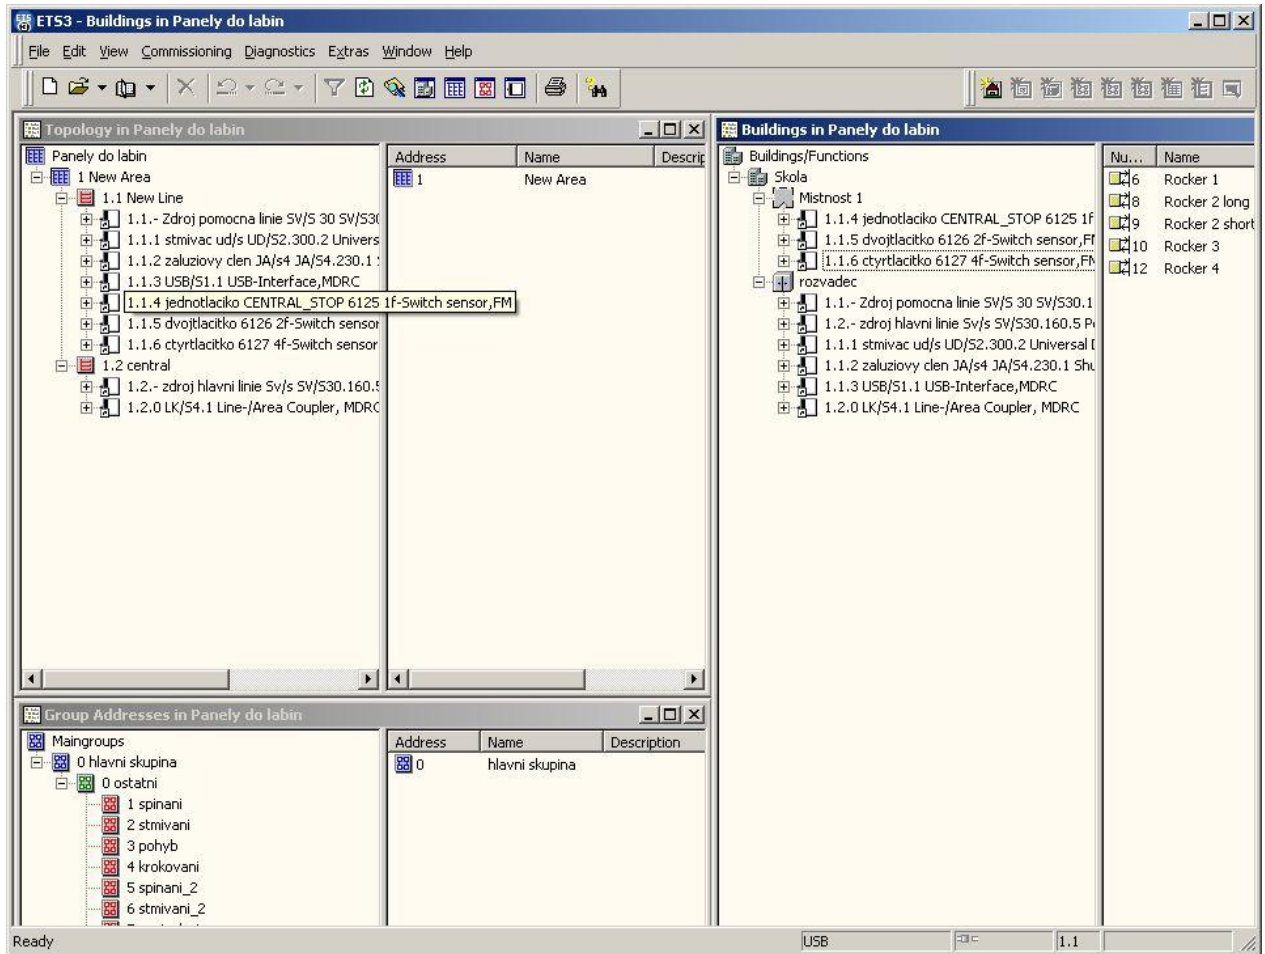 ETS3 - Buildings in Panely do labin
File Edit View Commissioning Diagnostics Extras Window Help
Topology in Panely do labin
Panely do labin
1 New Area
1.1 New Line
1.1.- Zdroj pomocna linie SV/S 30 SV/S30
1.1.1 stmivac ud/s UD/S2.300.2 Univers
1.1.2 zaluziovy clen JA/s4 JA/S4.230.1
1.1.3 USB/S1.1 USB-Interface,MDRC
1.1.4 jednotlaciko CENTRAL_STOP 6125 1f-Switch sensor,FM
1.1.5 dvojtlacitko 6126 2f-Switch sensor
1.1.6 ctyrtlacitko 6127 4f-Switch sensor
1.2 central
1.2.- zdroj hlavni linie Sv/s SV/S30.160.5
1.2.0 LK/S4.1 Line-/Area Coupler, MDRC
Address Name Descrip
1 New Area
Buildings in Panely do labin
Buildings/Functions
Skola
Mistnost 1
1.1.4 jednotlaciko CENTRAL_STOP 6125 1f
1.1.5 dvojtlacitko 6126 2f-Switch sensor,FM
1.1.6 ctyrtlacitko 6127 4f-Switch sensor,FM
rozvadec
1.1.- Zdroj pomocna linie SV/S 30 SV/S30.1
1.2.- zdroj hlavni linie Sv/s SV/S30.160.5
1.1.1 stmivac ud/s UD/S2.300.2 Universal
1.1.2 zaluziovy clen JA/s4 JA/S4.230.1 Shu
1.1.3 USB/S1.1 USB-Interface,MDRC
1.2.0 LK/S4.1 Line-/Area Coupler, MDRC
Nu... Name
6 Rocker 1
8 Rocker 2 long
9 Rocker 2 short
10 Rocker 3
12 Rocker 4
Group Addresses in Panely do labin
Maingroups
0 hlavni skupina
0 ostatni
1 spinani
2 stmivani
3 pohyb
4 krokovani
5 spinani_2
6 stmivani_2
Address Name Description
0 hlavni skupina
Ready USB 1.1